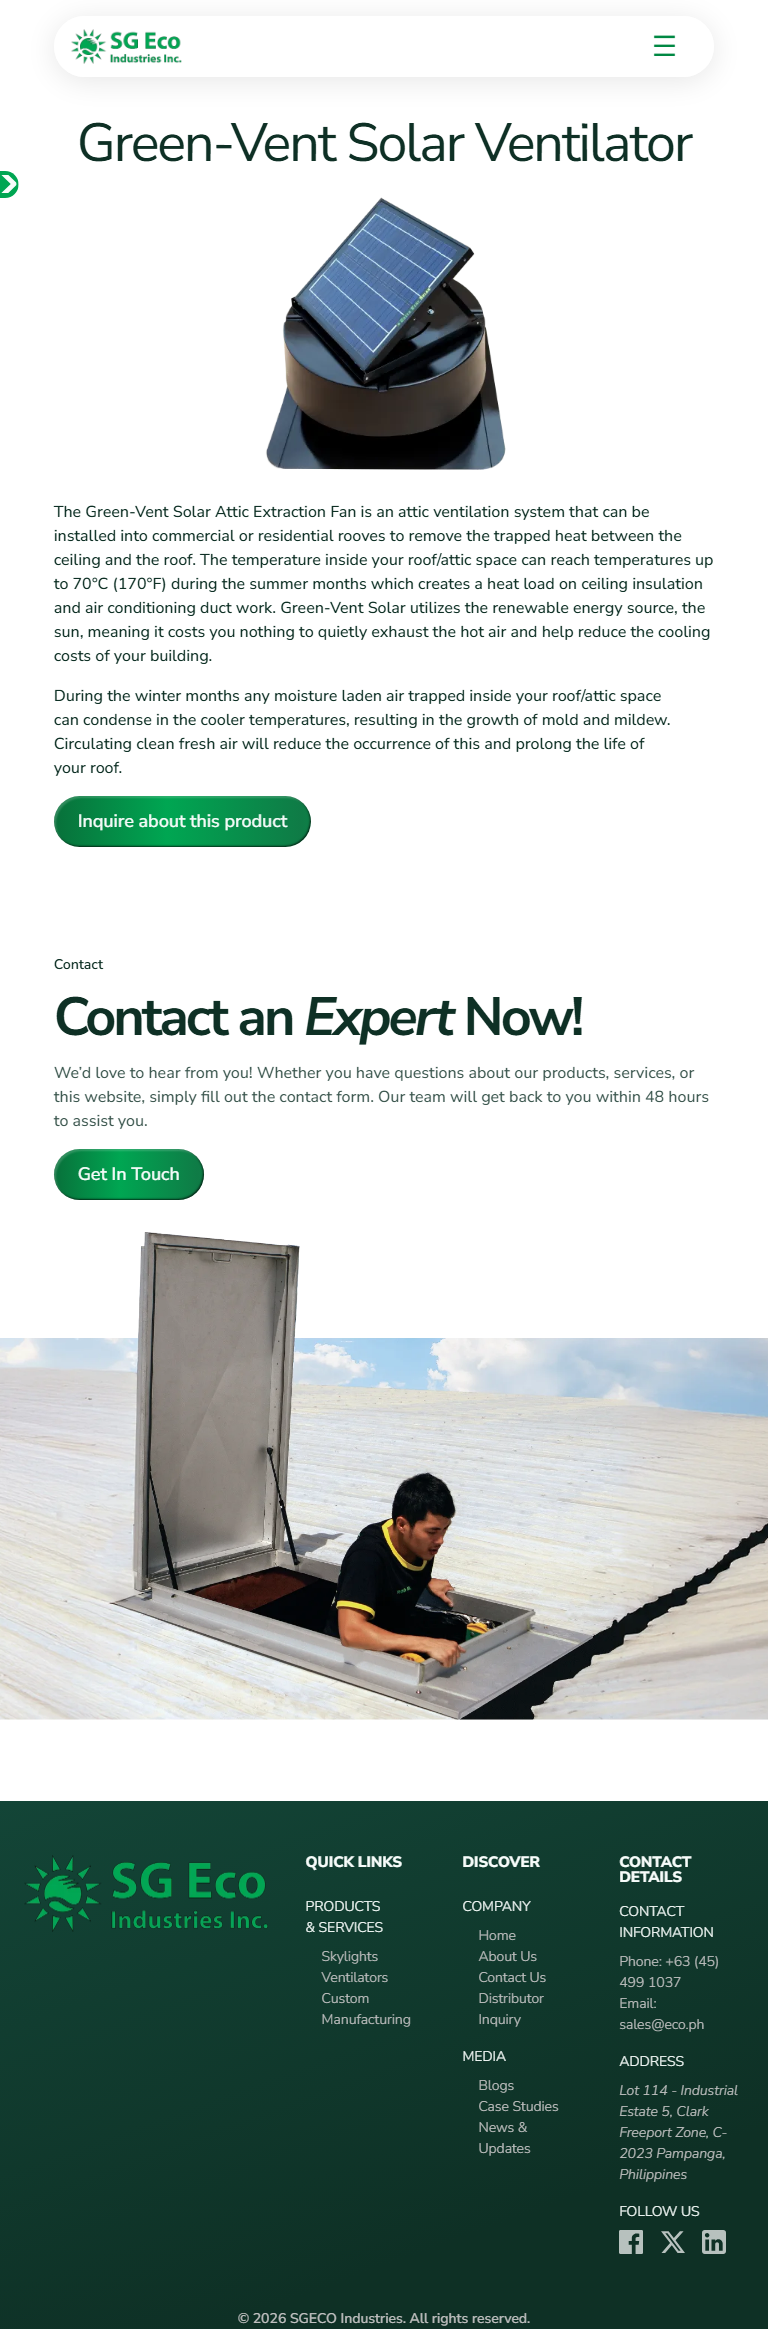 SG Eco
Industries Inc.
☰
Green-Vent Solar Ventilator
The Green-Vent Solar Attic Extraction Fan is an attic ventilation system that can be
installed into commercial or residential rooves to remove the trapped heat between the
ceiling and the roof. The temperature inside your roof/attic space can reach temperatures up
to 70°C (170°F) during the summer months which creates a heat load on ceiling insulation
and air conditioning duct work. Green-Vent Solar utilizes the renewable energy source, the
sun, meaning it costs you nothing to quietly exhaust the hot air and help reduce the cooling
costs of your building.
During the winter months any moisture laden air trapped inside your roof/attic space
can condense in the cooler temperatures, resulting in the growth of mold and mildew.
Circulating clean fresh air will reduce the occurrence of this and prolong the life of
your roof.
Inquire about this product
Contact
Contact an Expert Now!
We'd love to hear from you! Whether you have questions about our products, services, or
this website, simply fill out the contact form. Our team will get back to you within 48 hours
to assist you.
Get In Touch
SG Eco
Industries Inc.
QUICK LINKS
PRODUCTS
& SERVICES
Skylights
Ventilators
Custom
Manufacturing
DISCOVER
COMPANY
Home
About Us
Contact Us
Distributor
Inquiry
MEDIA
Blogs
Case Studies
News &
Updates
CONTACT
DETAILS
CONTACT
INFORMATION
Phone: +63 (45)
499 1037
Email:
sales@eco.ph
ADDRESS
Lot 114 - Industrial
Estate 5, Clark
Freeport Zone, C-
2023 Pampanga,
Philippines
FOLLOW US
© 2026 SGECO Industries. All rights reserved.